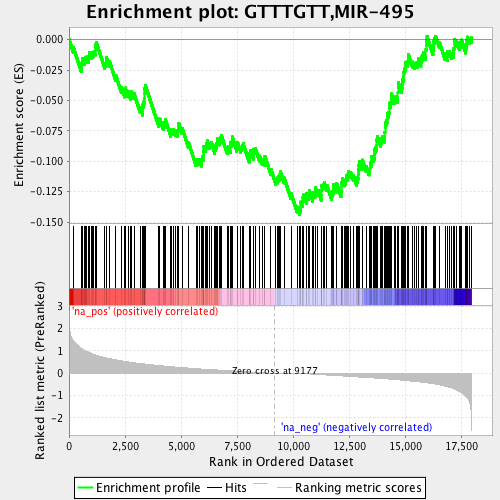 Enrichment plot: GTTTGTT,MIR-495
Enrichment score (ES)
0.000
-0.025
-0.050
-0.075
-0.100
-0.125
-0.150
Ranked list metric (PreRanked)
3
2
1
0
-1
-2
'na_pos' (positively correlated)
Zero cross at 9177
'na_neg' (negatively correlated)
0
2,500
5,000
7,500
10,000
12,500
15,000
17,500
Rank in Ordered Dataset
Enrichment profile
Hits
Ranking metric scores